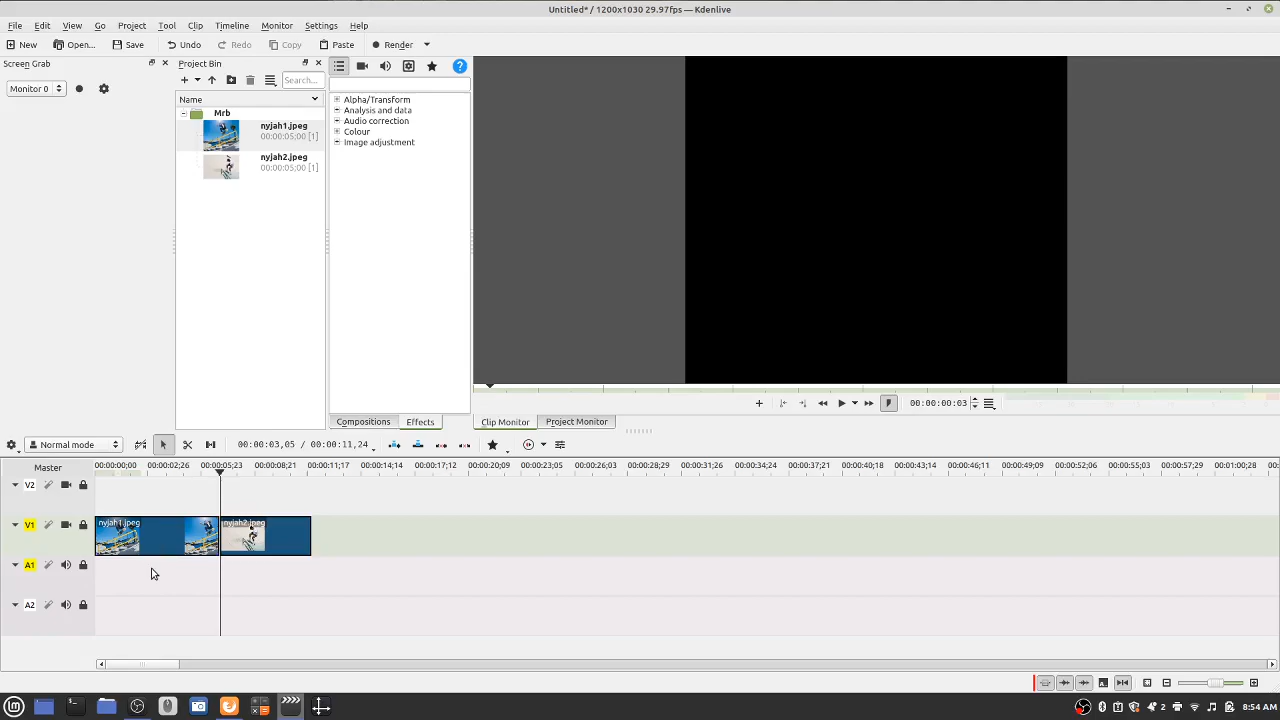 Untitled* / 1200x1030 29.97fps — Kdenlive
File Edit View Go Project Tool Clip Timeline Monitor Settings Help
New Open... Save Undo Redo Copy Paste Render
Screen Grab
Project Bin
Monitor 0
Search...
Name
Mrb
nyjah1.jpeg
00:00:05;00 [1]
nyjah2.jpeg
00:00:05;00 [1]
Alpha/Transform
Analysis and data
Audio correction
Colour
Image adjustment
00:00:00:03
Compositions Effects Clip Monitor Project Monitor
Normal mode
00:00:03,05 / 00:00:11,24
Master
00:00:00;00 00:00:02;26 00:00:05;23 00:00:08;21 00:00:11;17 00:00:14;14 00:00:17;12 00:00:20;09 00:00:23;05 00:00:26;03 00:00:28;29 00:00:31;26 00:00:34;24 00:00:37;21 00:00:40;17 00:00:43;14 00:00:46;11 00:00:49;09 00:00:52;06 00:00:55;03 00:00:57;29 00:01:00;28
V2
V1
nyjah1.jpeg
nyjah2.jpeg
A1
A2
2
8:54 AM